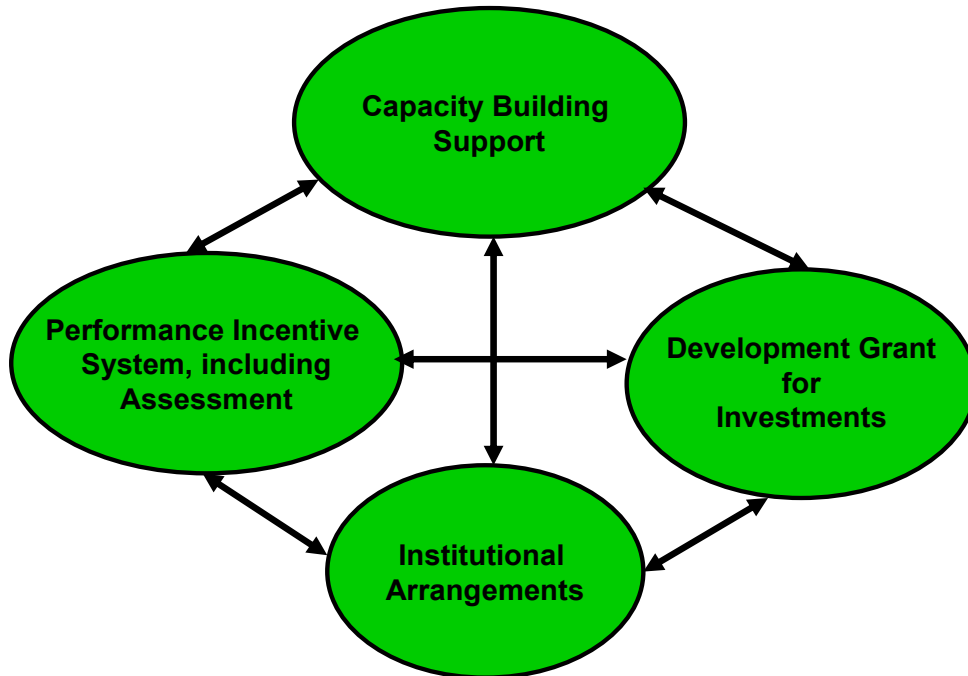 Capacity Building
Support
Performance Incentive
System, including
Assessment
Development Grant
for
Investments
Institutional
Arrangements